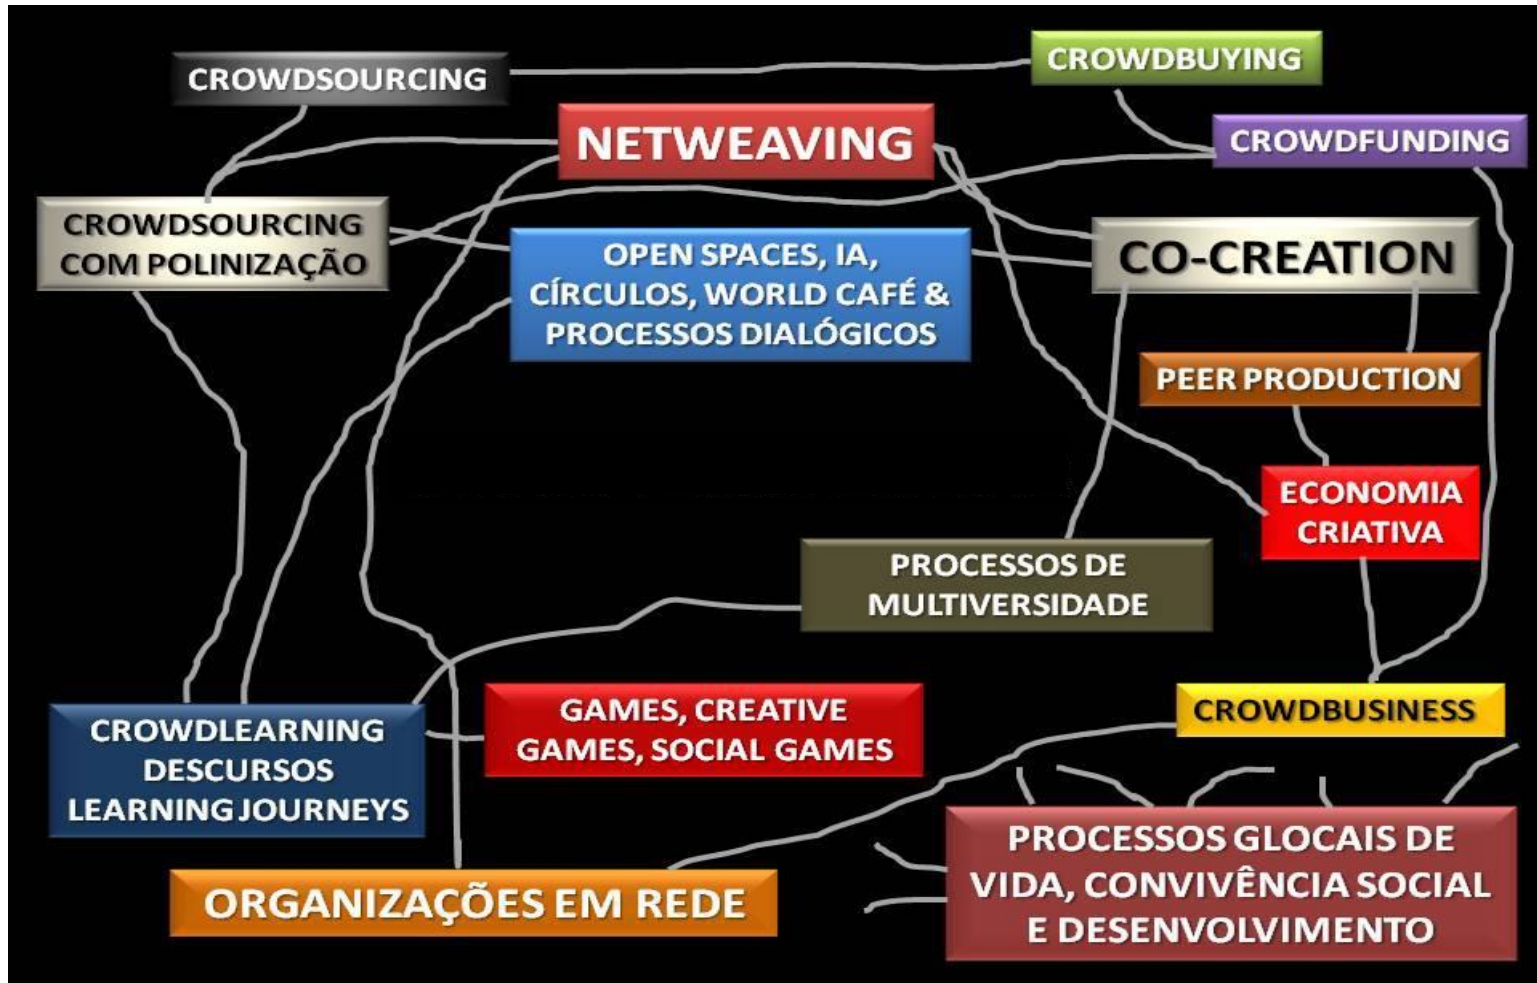 CROWDSOURCING
CROWDBUYING
NETWEAVING
CROWDFUNDING
CROWDSOURCING
COM POLINIZAÇÃO
OPEN SPACES, IA,
CÍRCULOS, WORLD CAFÉ &
PROCESSOS DIALÓGICOS
CO-CREATION
PEER PRODUCTION
ECONOMIA
CRIATIVA
PROCESSOS DE
MULTIVERSIDADE
CROWDLEARNING
DESCURSOS
LEARNING JOURNEYS
GAMES, CREATIVE
GAMES, SOCIAL GAMES
CROWDBUSINESS
ORGANIZAÇÕES EM REDE
PROCESSOS GLOCAIS DE
VIDA, CONVIVÊNCIA SOCIAL
E DESENVOLVIMENTO